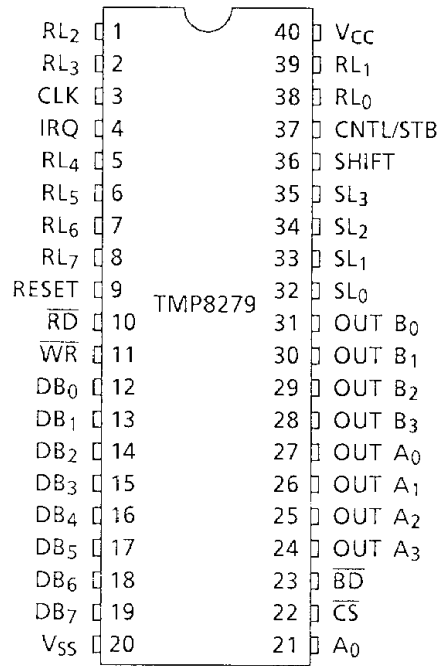 RL2 1 40 VCC
RL3 2 39 RL1
CLK 3 38 RL0
IRQ 4 37 CNTL/STB
RL4 5 36 SHIFT
RL5 6 35 SL3
RL6 7 34 SL2
RL7 8 33 SL1
RESET 9 32 SL0
TMP8279
R̅D̅ 10 31 OUT B0
W̅R̅ 11 30 OUT B1
DB0 12 29 OUT B2
DB1 13 28 OUT B3
DB2 14 27 OUT A0
DB3 15 26 OUT A1
DB4 16 25 OUT A2
DB5 17 24 OUT A3
DB6 18 23 B̅D̅
DB7 19 22 C̅S̅
VSS 20 21 A0